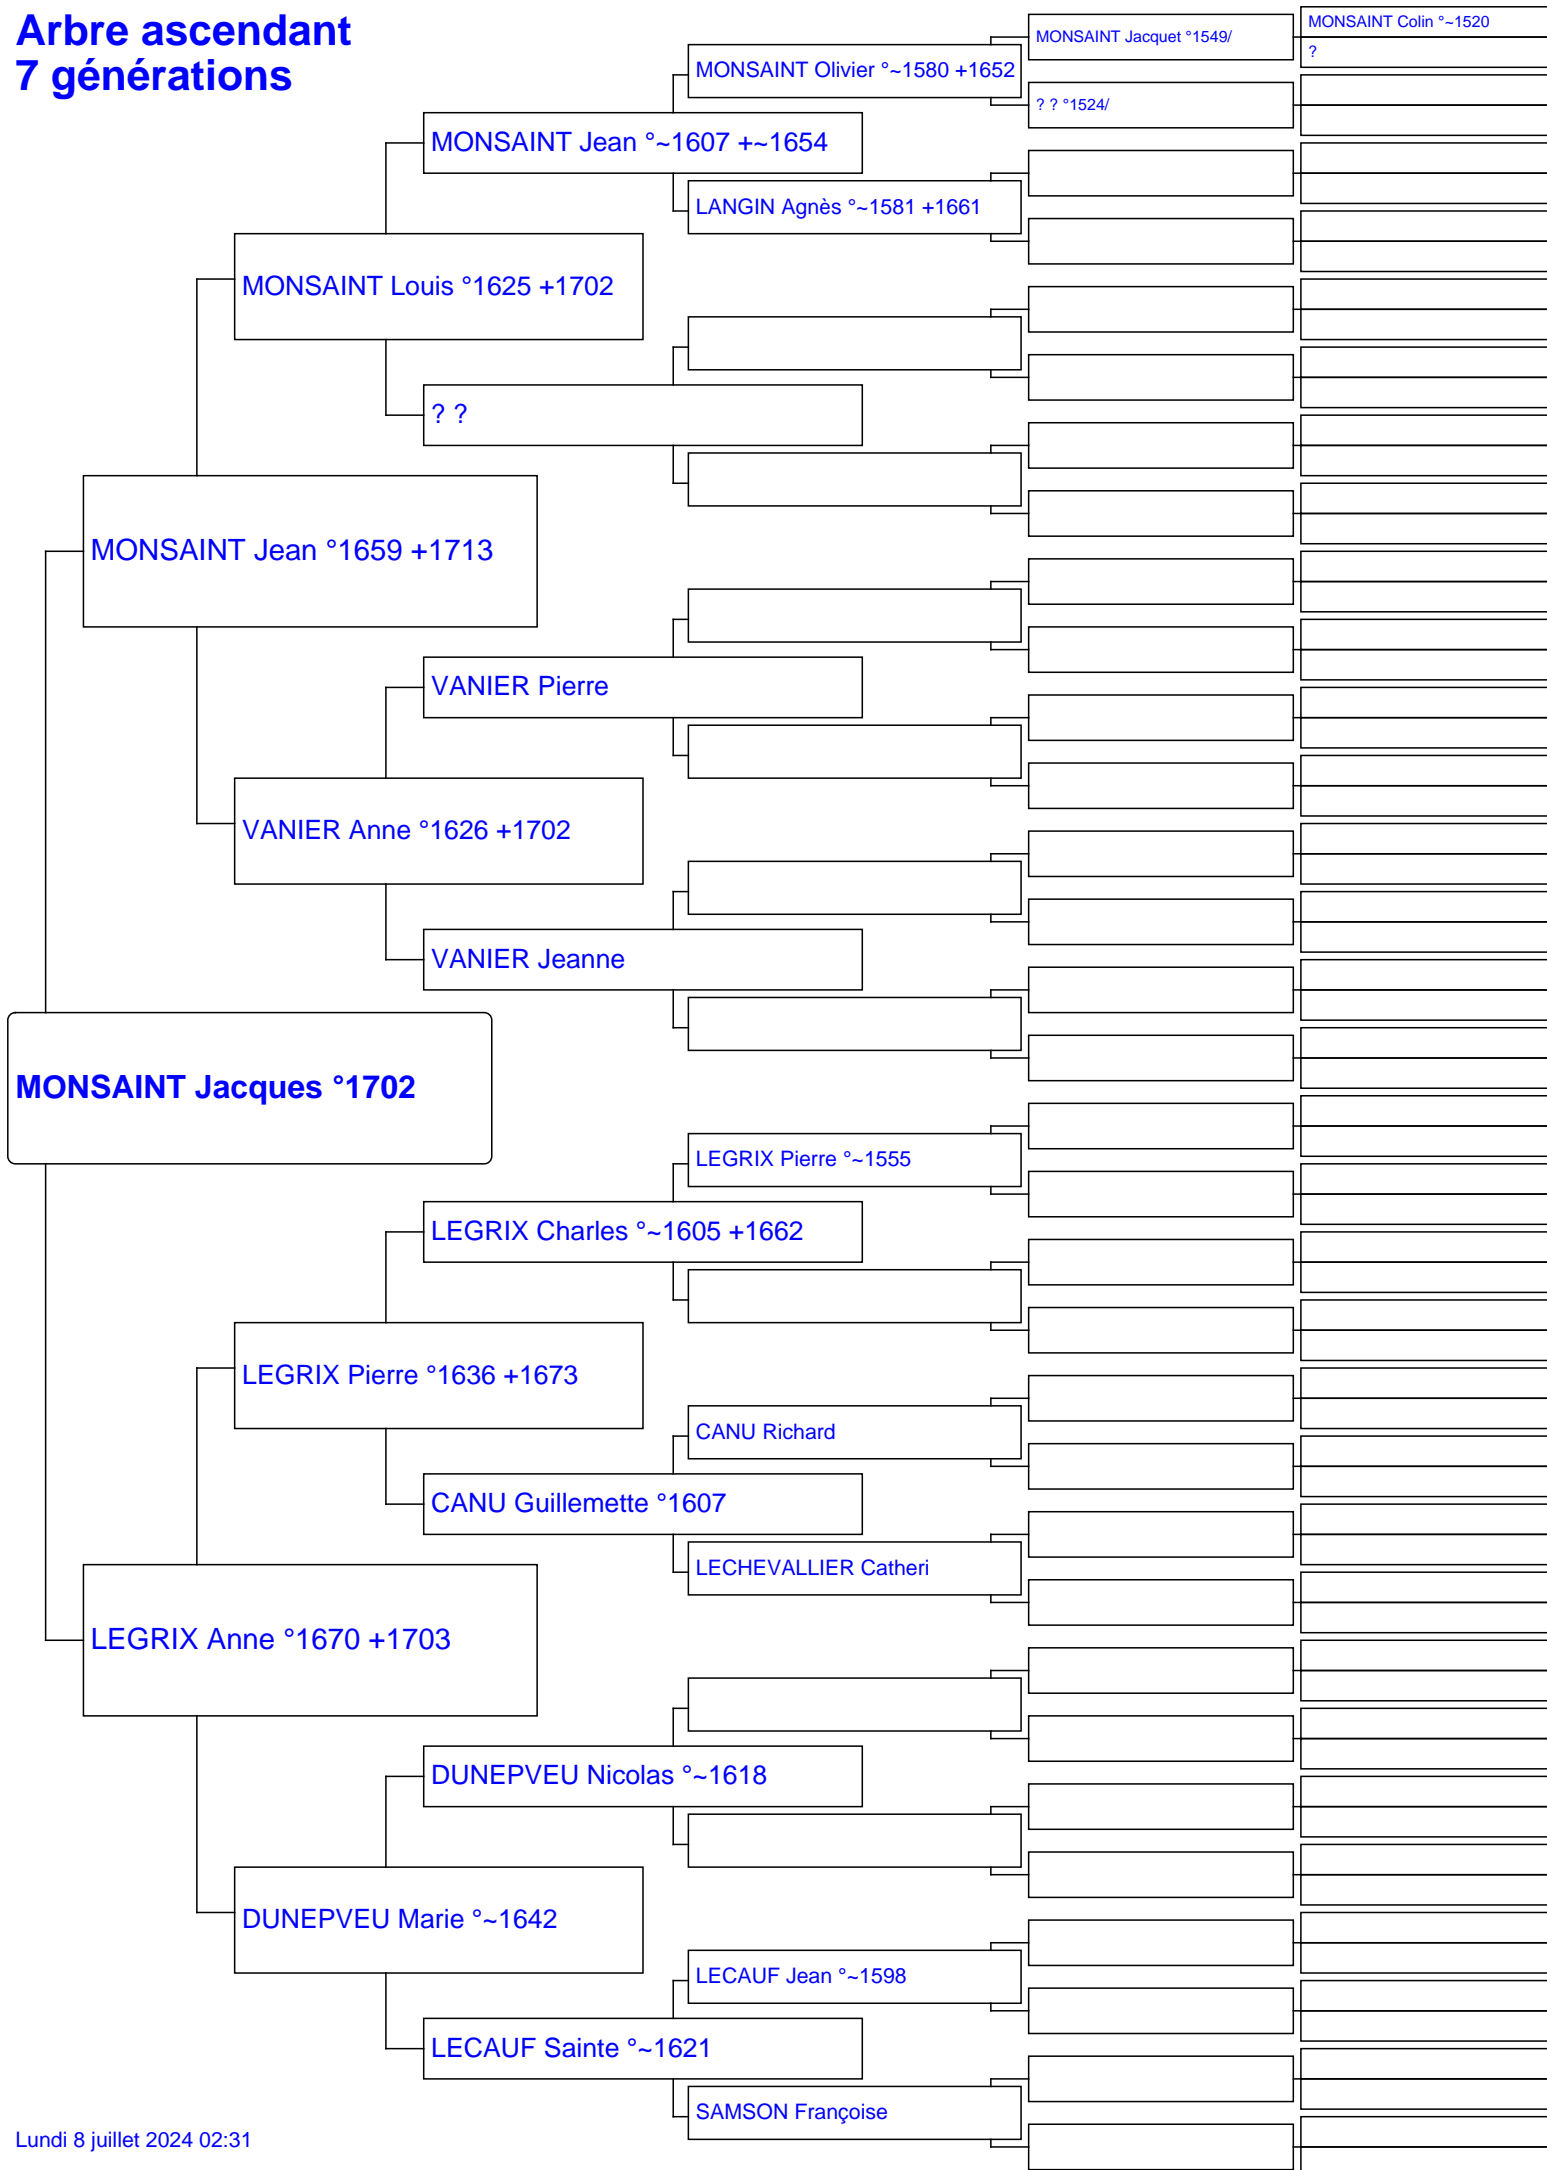 Arbre ascendant
7 générations
MONSAINT Colin °~1520
?
MONSAINT Jacquet °1549/
MONSAINT Olivier °~1580 +1652
? ? °1524/
MONSAINT Jean °~1607 +~1654
LANGIN Agnès °~1581 +1661
MONSAINT Louis °1625 +1702
? ?
MONSAINT Jean °1659 +1713
VANIER Pierre
VANIER Anne °1626 +1702
VANIER Jeanne
MONSAINT Jacques °1702
LEGRIX Pierre °~1555
LEGRIX Charles °~1605 +1662
LEGRIX Pierre °1636 +1673
CANU Richard
CANU Guillemette °1607
LECHEVALLIER Catheri
LEGRIX Anne °1670 +1703
DUNEPVEU Nicolas °~1618
DUNEPVEU Marie °~1642
LECAUF Jean °~1598
LECAUF Sainte °~1621
SAMSON Françoise
Lundi 8 juillet 2024 02:31